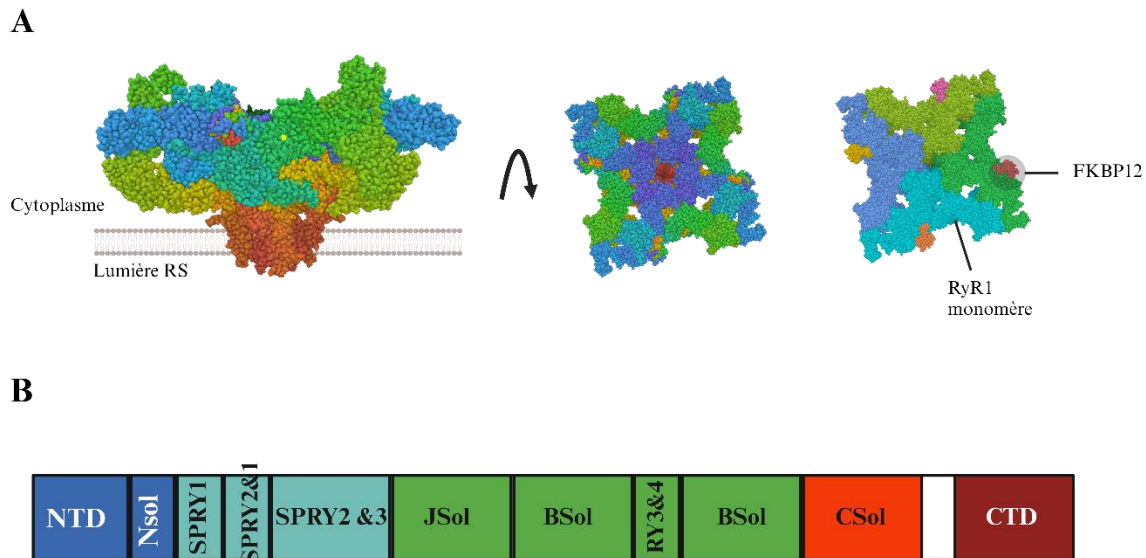 A
Cytoplasme
Lumière RS
FKBP12
RyR1
monomère
B
NTD
Nsol
SPRY1
SPRY2&1
SPRY2 &3
JSol
BSol
RY3&4
BSol
CSol
CTD